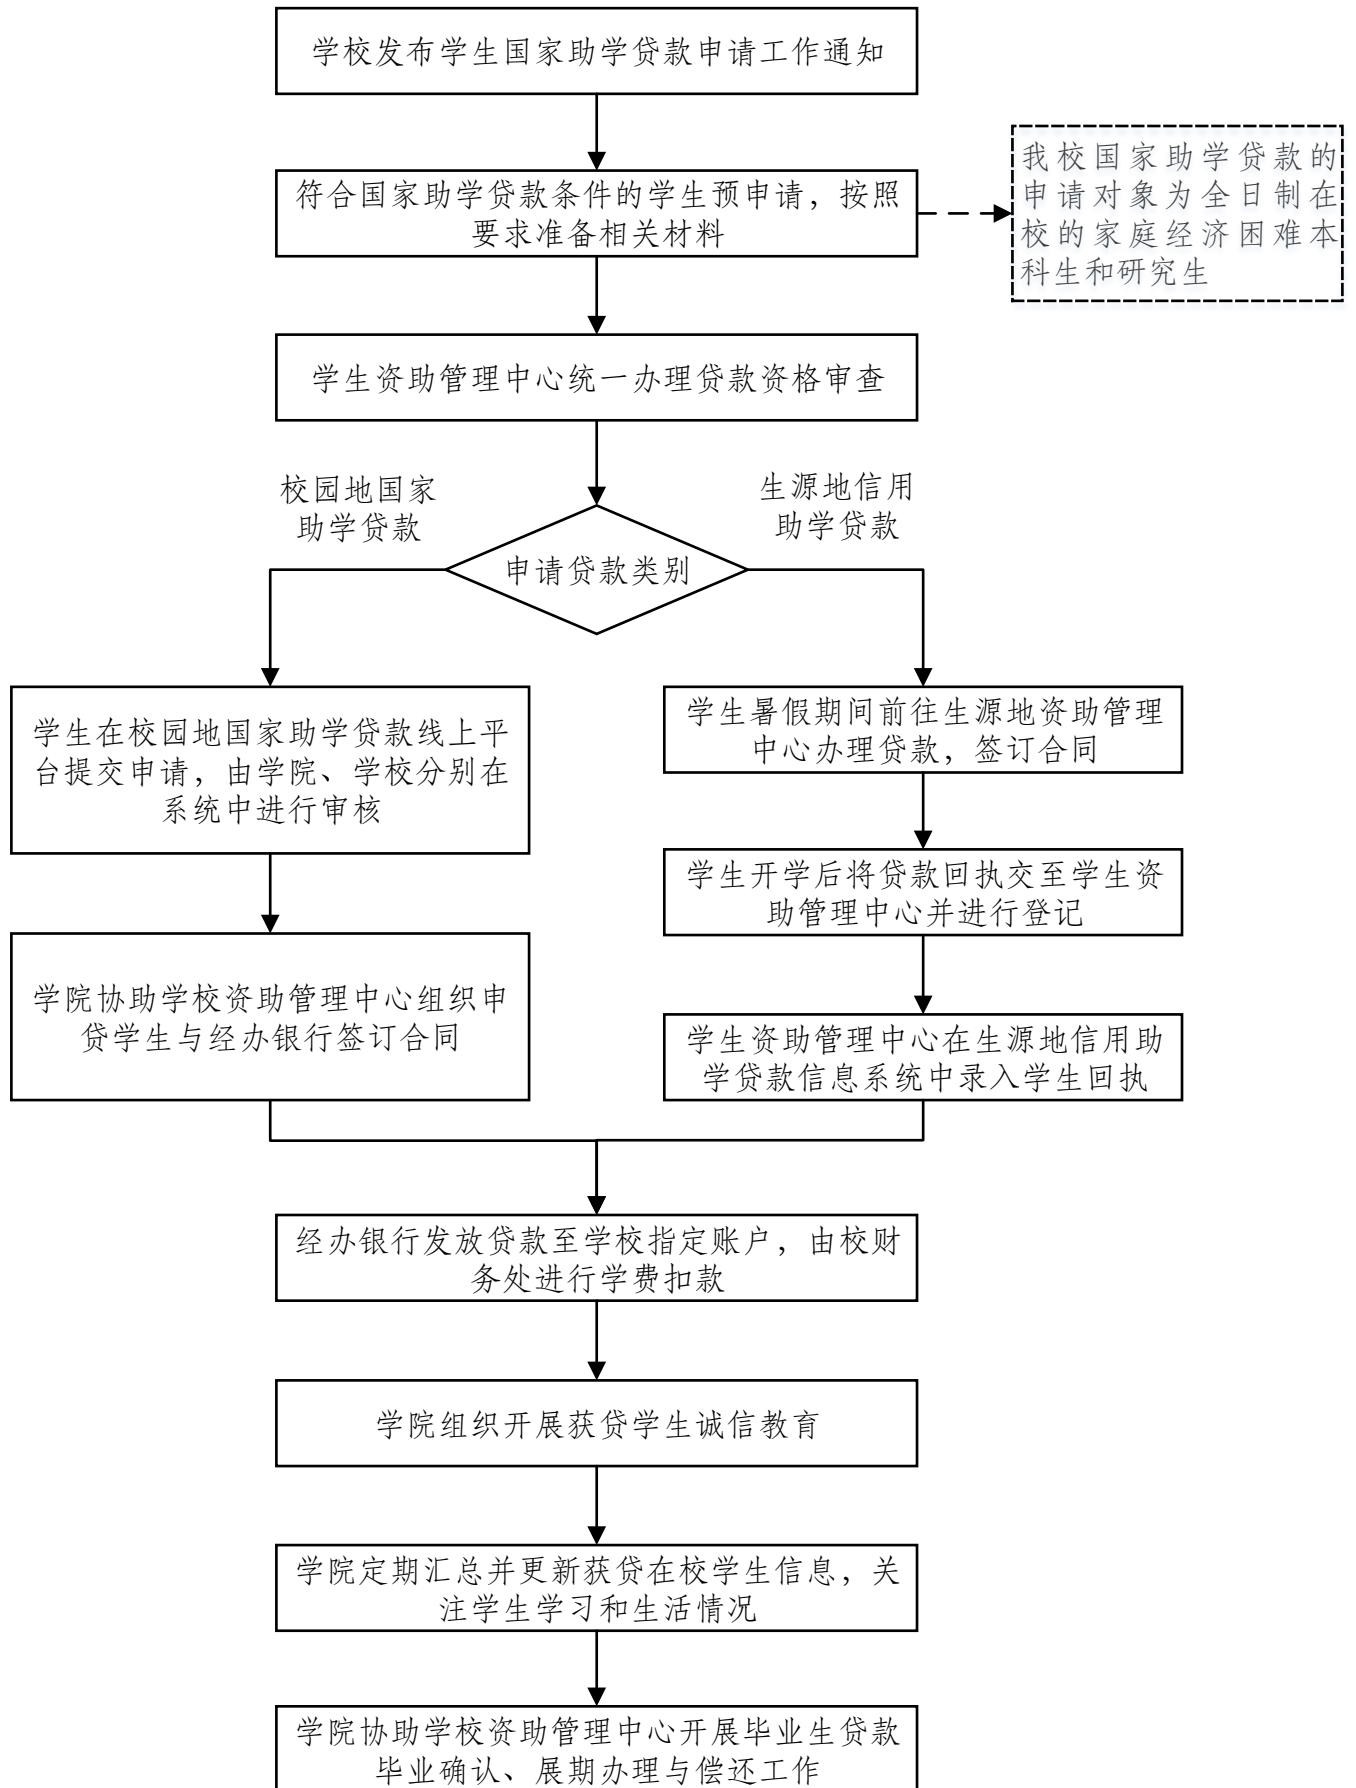 学校发布学生国家助学贷款申请工作通知
符合国家助学贷款条件的学生预申请，按照
要求准备相关材料
我校国家助学贷款的
申请对象为全日制在
校的家庭经济困难本
科生和研究生
学生资助管理中心统一办理贷款资格审查
校园地国家
助学贷款
生源地信用
助学贷款
申请贷款类别
学生在校园地国家助学贷款线上平
台提交申请，由学院、学校分别在
系统中进行审核
学生暑假期间前往生源地资助管理
中心办理贷款，签订合同
学生开学后将贷款回执交至学生资
助管理中心并进行登记
学院协助学校资助管理中心组织申
贷学生与经办银行签订合同
学生资助管理中心在生源地信用助
学贷款信息系统中录入学生回执
经办银行发放贷款至学校指定账户，由校财
务处进行学费扣款
学院组织开展获贷学生诚信教育
学院定期汇总并更新获贷在校学生信息，关
注学生学习和生活情况
学院协助学校资助管理中心开展毕业生贷款
毕业确认、展期办理与偿还工作